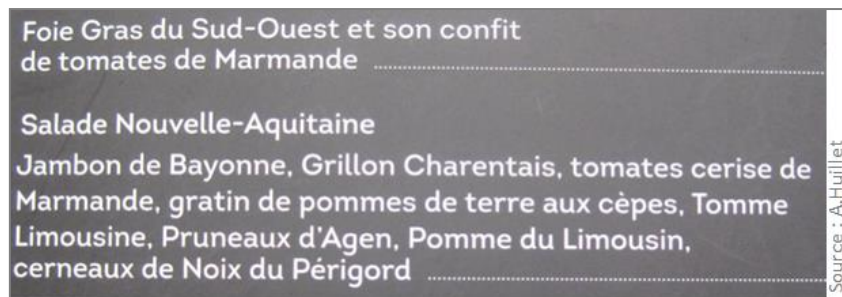 Foie Gras du Sud-Ouest et son confit
de tomates de Marmande ........................................................
Salade Nouvelle-Aquitaine
Jambon de Bayonne, Grillon Charentais, tomates cerise de
Marmande, gratin de pommes de terre aux cèpes, Tomme
Limousine, Pruneaux d'Agen, Pomme du Limousin,
cerneaux de Noix du Périgord ........................................................
Source : A.Huillet